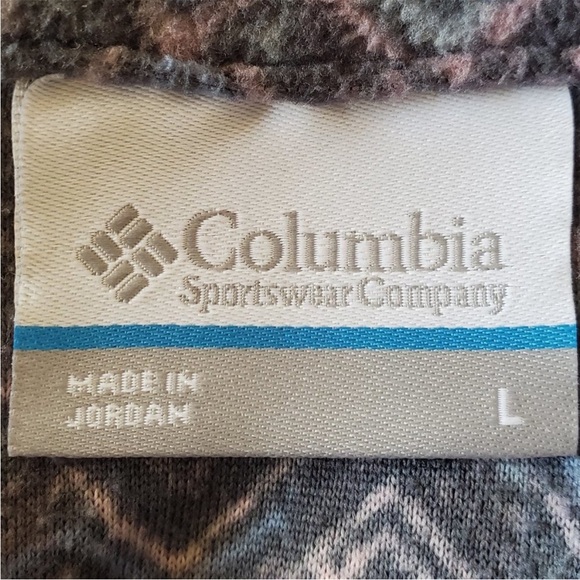 Columbia
Sportswear Company
MADE IN
JORDAN
L